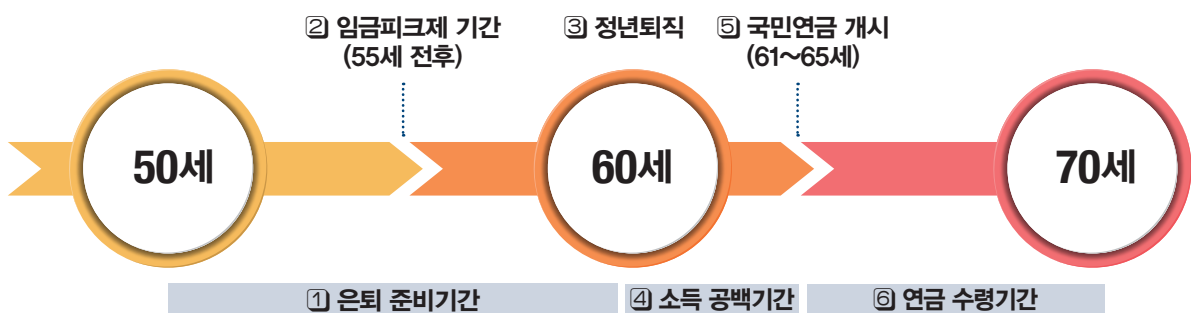 ② 임금피크제 기간
(55세 전후)
③ 정년퇴직
⑤ 국민연금 개시
(61~65세)
50세
60세
70세
① 은퇴 준비기간
④ 소득 공백기간
⑥ 연금 수령기간